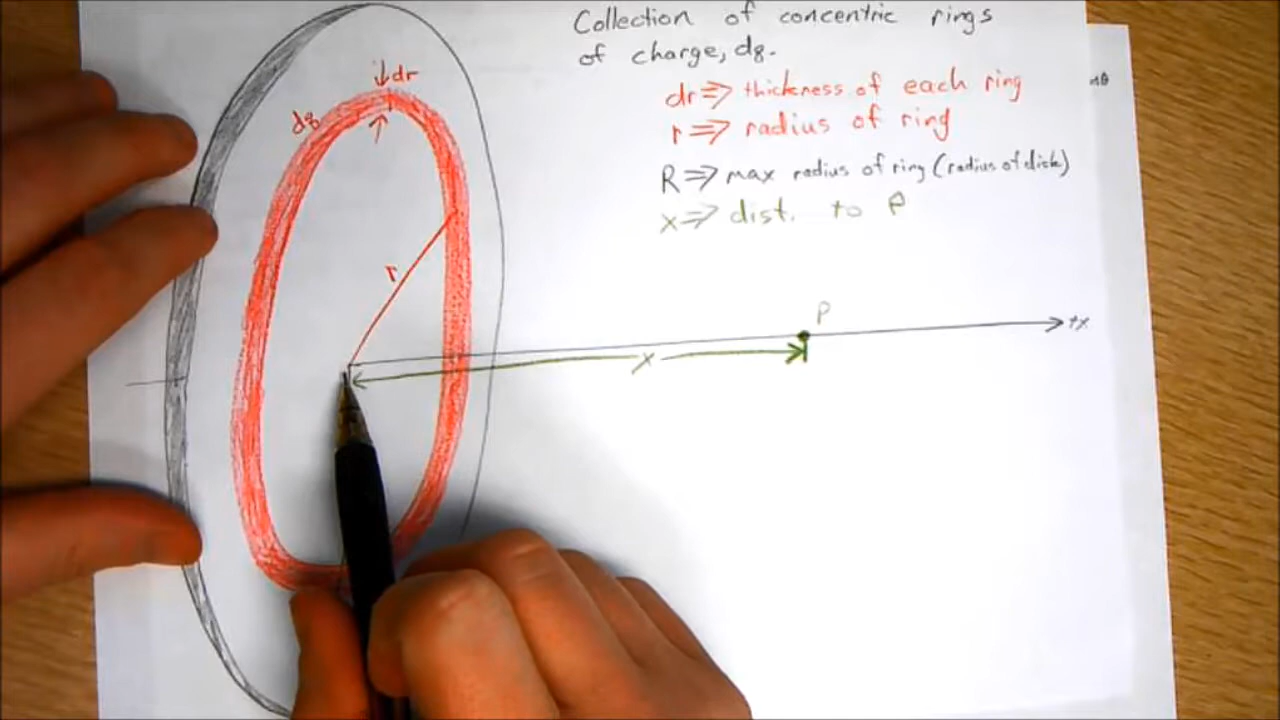 Collection of concentric rings
of charge, dq.
dr => thickness of each ring
r => radius of ring
R => max radius of ring (radius of disk)
x => dist. to P
dr
dq
r
P
+x
x